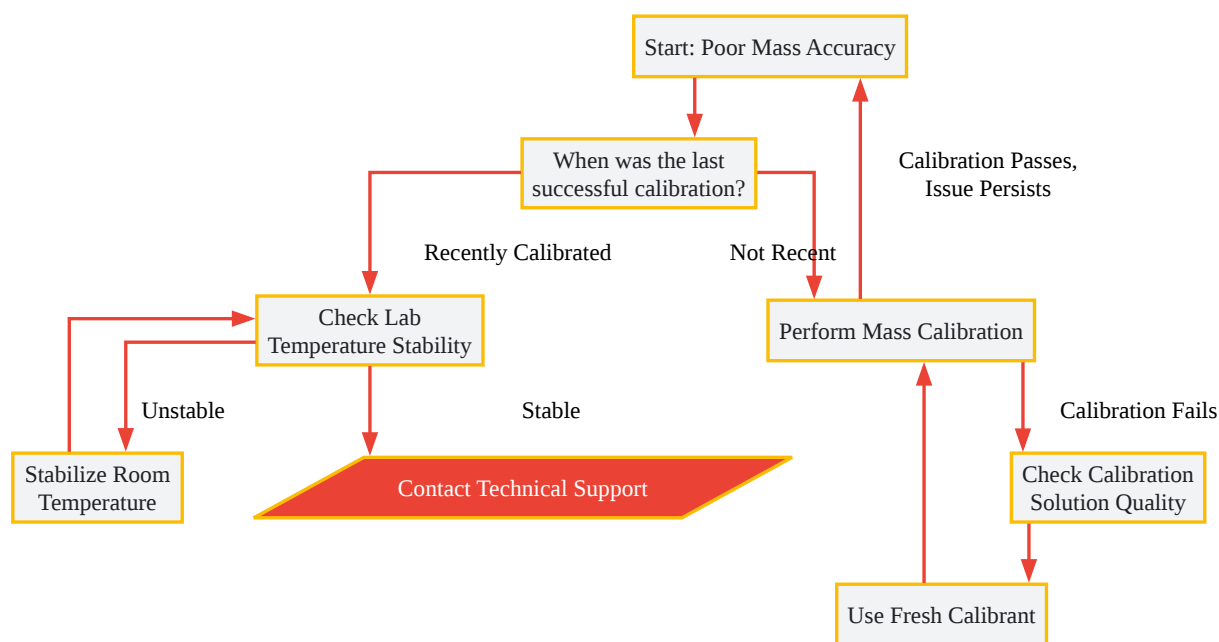 Start: Poor Mass Accuracy
When was the last
successful calibration?
Calibration Passes,
Issue Persists
Recently Calibrated
Not Recent
Check Lab
Temperature Stability
Perform Mass Calibration
Unstable
Stable
Calibration Fails
Stabilize Room
Temperature
Contact Technical Support
Check Calibration
Solution Quality
Use Fresh Calibrant